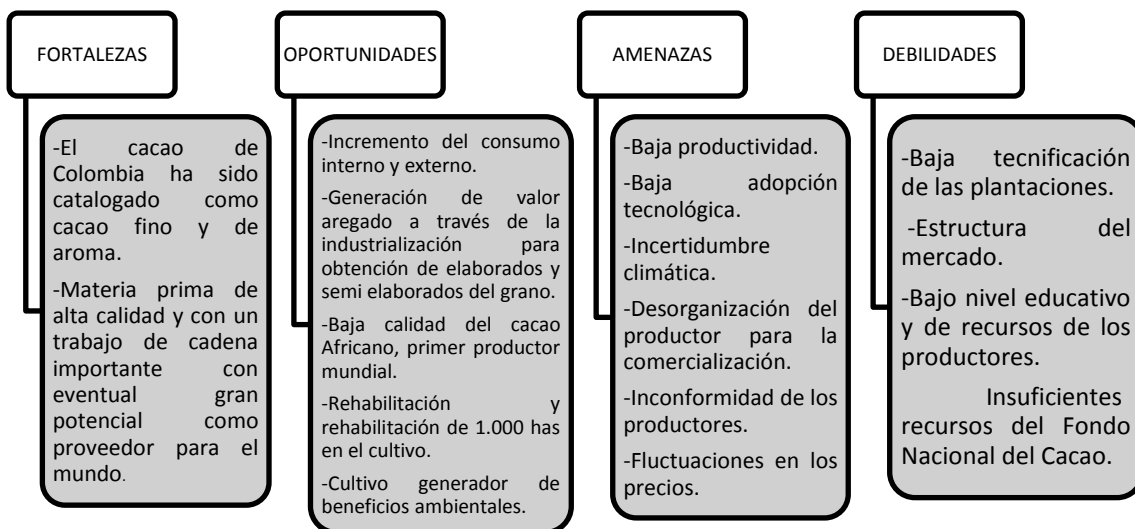 FORTALEZAS
-El cacao de
Colombia ha sido
catalogado como
cacao fino y de
aroma.
-Materia prima de
alta calidad y con un
trabajo de cadena
importante con
eventual gran
potencial como
proveedor para el
mundo.
OPORTUNIDADES
-Incremento del consumo
interno y externo.
-Generación de valor
aregado a través de la
industrialización para
obtención de elaborados y
semi elaborados del grano.
-Baja calidad del cacao
Africano, primer productor
mundial.
-Rehabilitación y
rehabilitación de 1.000 has
en el cultivo.
-Cultivo generador de
beneficios ambientales.
AMENAZAS
-Baja productividad.
-Baja adopción
tecnológica.
-Incertidumbre
climática.
-Desorganización del
productor para la
comercialización.
-Inconformidad de los
productores.
-Fluctuaciones en los
precios.
DEBILIDADES
-Baja tecnificación
de las plantaciones.
-Estructura del
mercado.
-Bajo nivel educativo
y de recursos de los
productores.
Insuficientes
recursos del Fondo
Nacional del Cacao.